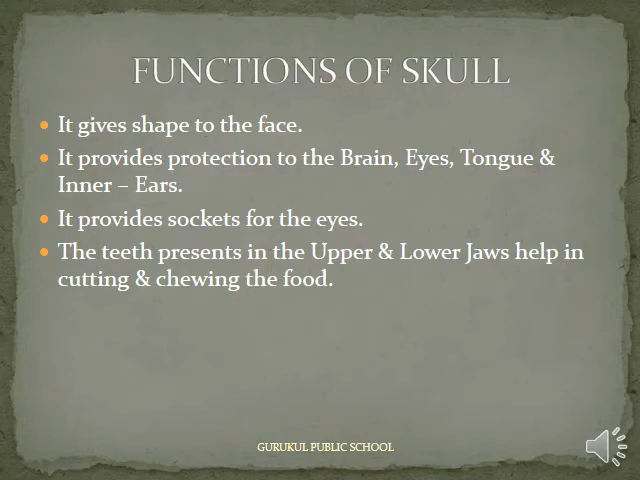 FUNCTIONS OF SKULL
• It gives shape to the face.
• It provides protection to the Brain, Eyes, Tongue &
Inner – Ears.
• It provides sockets for the eyes.
• The teeth presents in the Upper & Lower Jaws help in
cutting & chewing the food.
GURUKUL PUBLIC SCHOOL